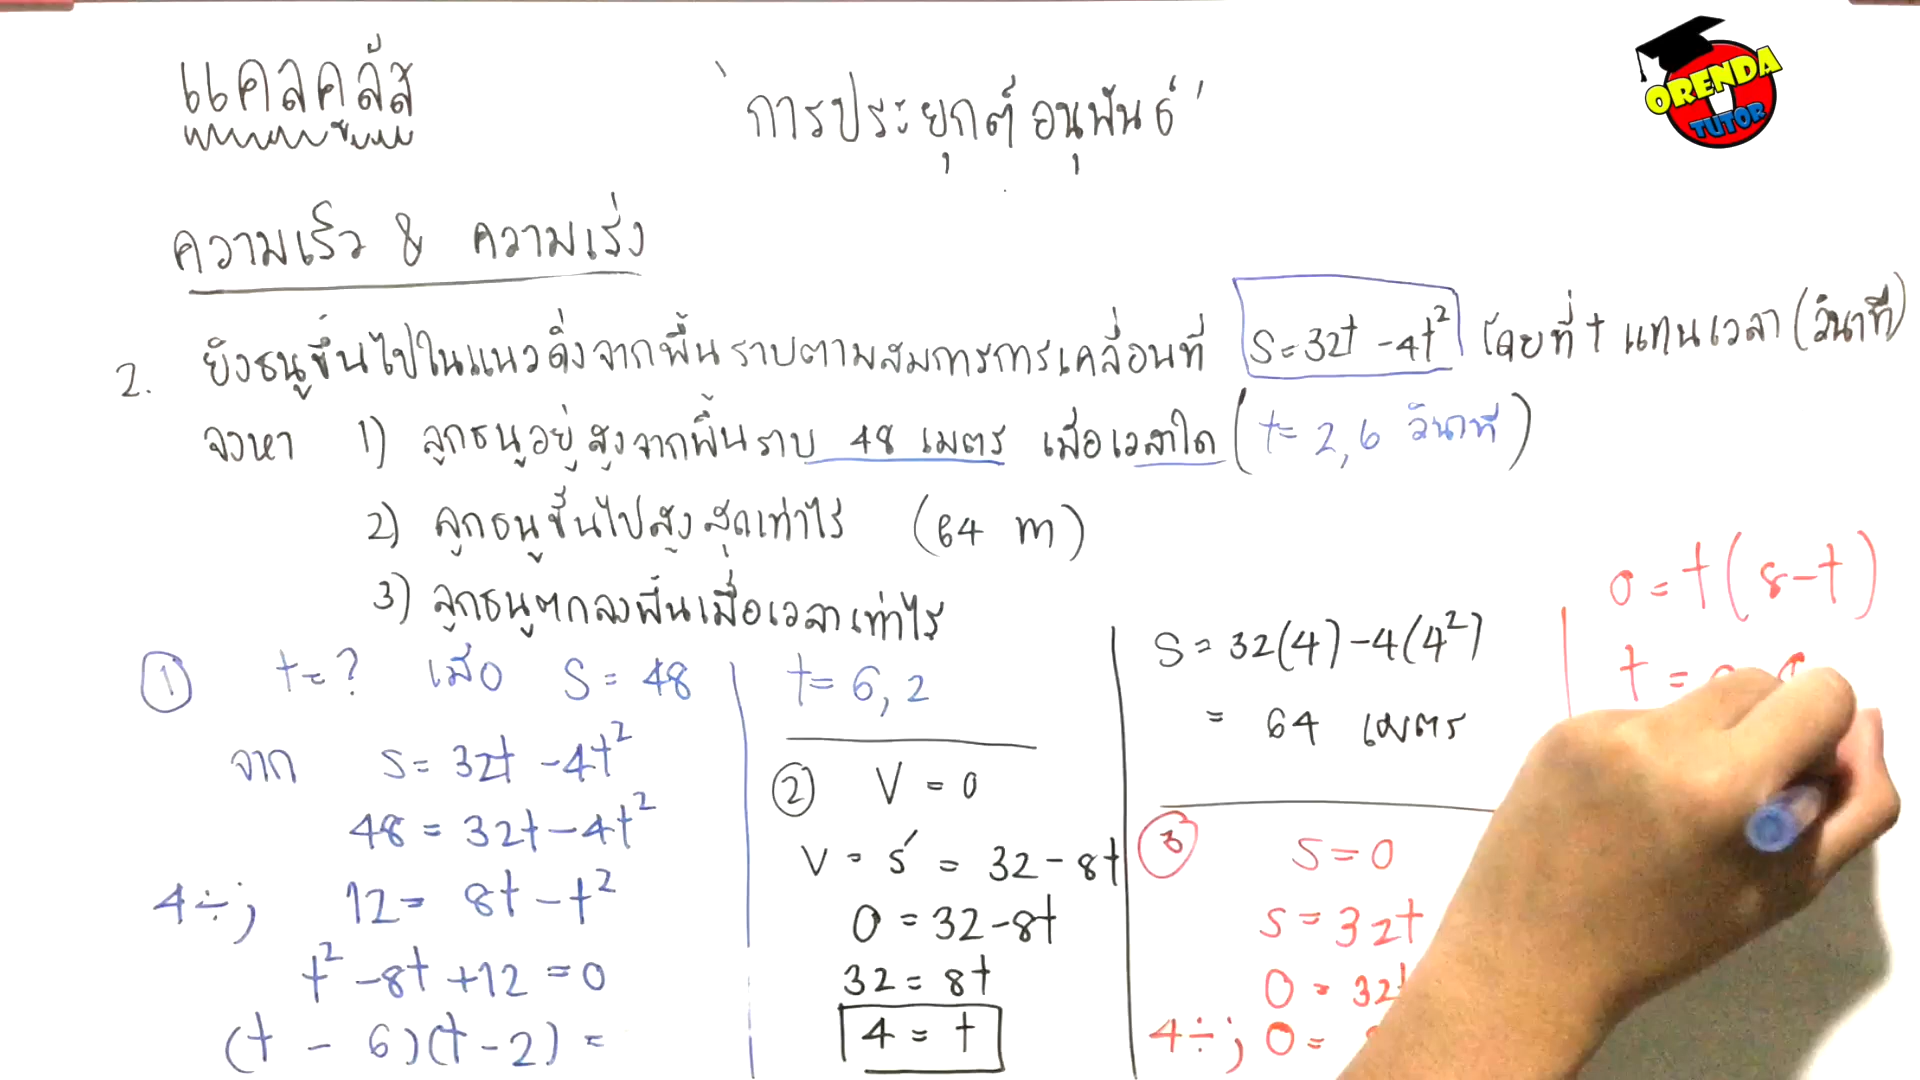 แคลคูลัส
'การประยุกต์อนุพันธ์'
ORENDA
TUTOR
ความเร็ว & ความเร่ง
2. ยิงธนูขึ้นไปในแนวดิ่งจากพื้นราบตามสมการการเคลื่อนที่ S=32t-4t² โดยที่ t แทนเวลา (วินาที)
จงหา 1) ลูกธนูอยู่สูงจากพื้นราบ 48 เมตร เมื่อเวลาใด (t=2,6 วินาที)
2) ลูกธนูขึ้นไปสูงสุดเท่าไร (64 m)
3) ลูกธนูตกลงพื้นเมื่อเวลาเท่าไร
① t=? เมื่อ S=48
จาก S=32t-4t²
48=32t-4t²
4÷; 12=8t-t²
t²-8t+12=0
(t-6)(t-2)=
t=6,2
② V=0
V=S'=32-8t
0=32-8t
32=8t
4=t
S=32(4)-4(4²)
=64 เมตร
③ S=0
S=32t
0=32t
4÷; 0=
0=t(8-t)
t=